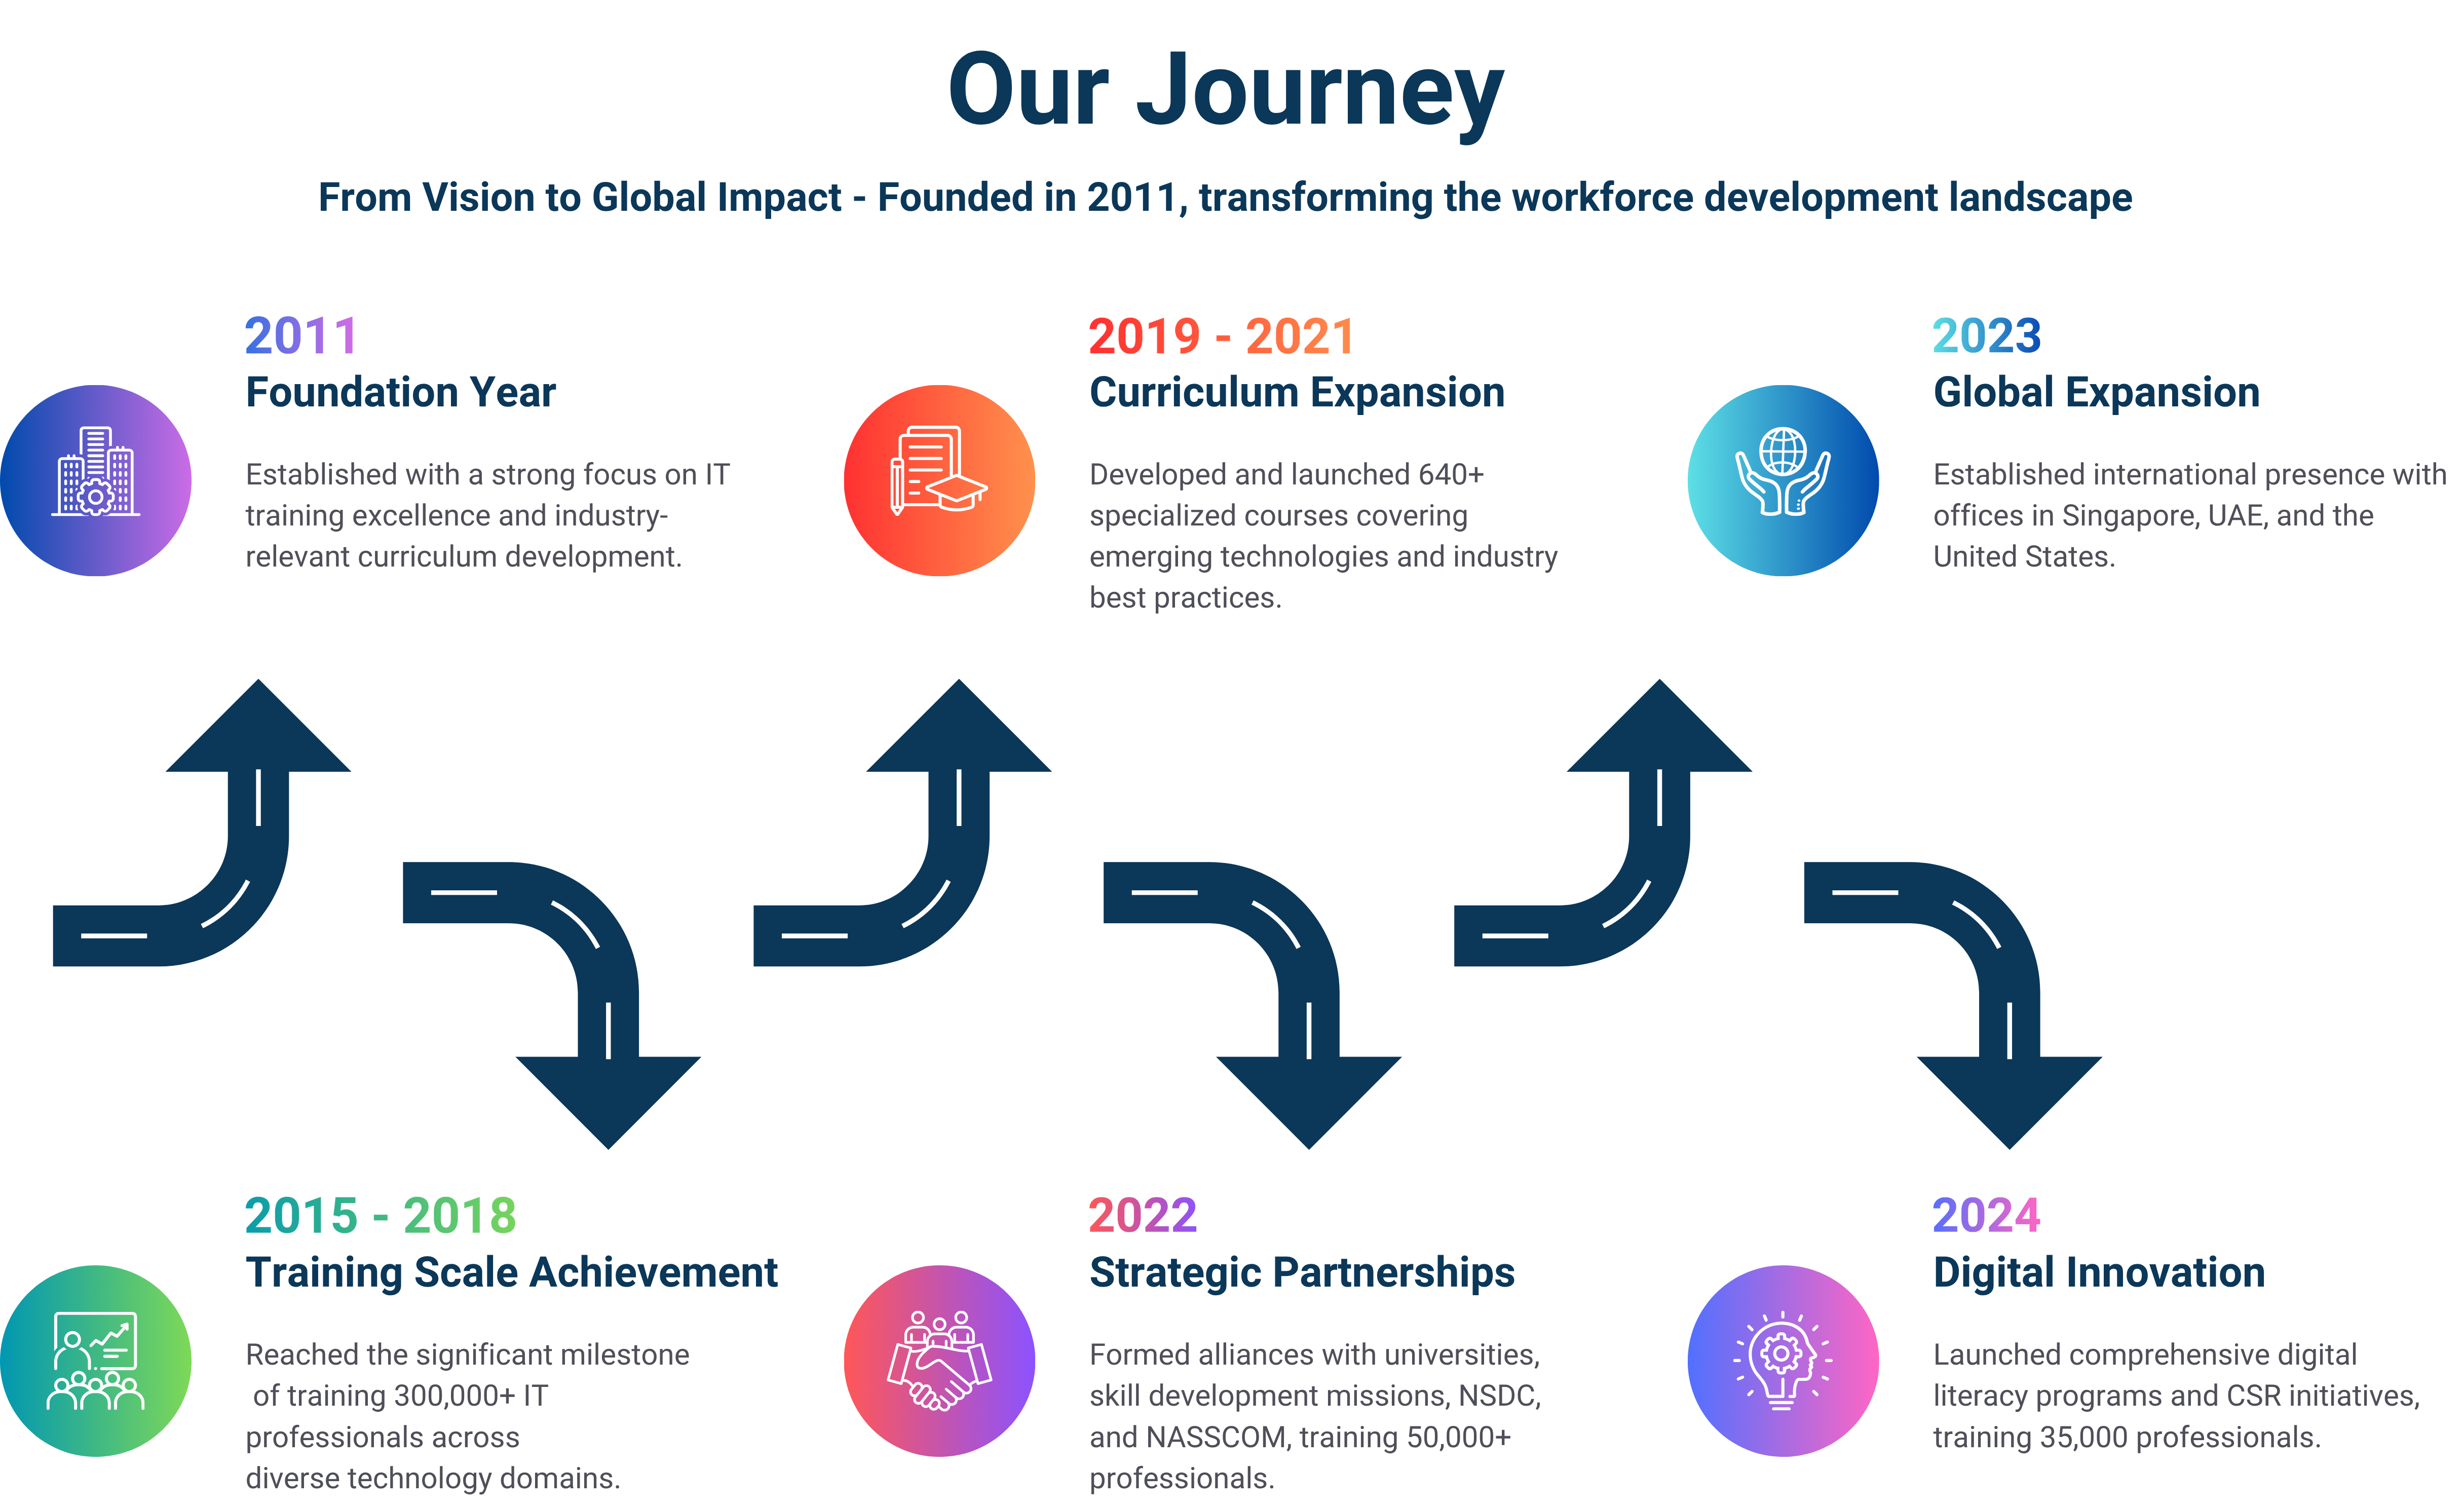 Our Journey
From Vision to Global Impact - Founded in 2011, transforming the workforce development landscape
2011
Foundation Year
Established with a strong focus on IT
training excellence and industry-
relevant curriculum development.
2019 - 2021
Curriculum Expansion
Developed and launched 640+
specialized courses covering
emerging technologies and industry
best practices.
2023
Global Expansion
Established international presence with
offices in Singapore, UAE, and the
United States.
2015 - 2018
Training Scale Achievement
Reached the significant milestone
of training 300,000+ IT
professionals across
diverse technology domains.
2022
Strategic Partnerships
Formed alliances with universities,
skill development missions, NSDC,
and NASSCOM, training 50,000+
professionals.
2024
Digital Innovation
Launched comprehensive digital
literacy programs and CSR initiatives,
training 35,000 professionals.